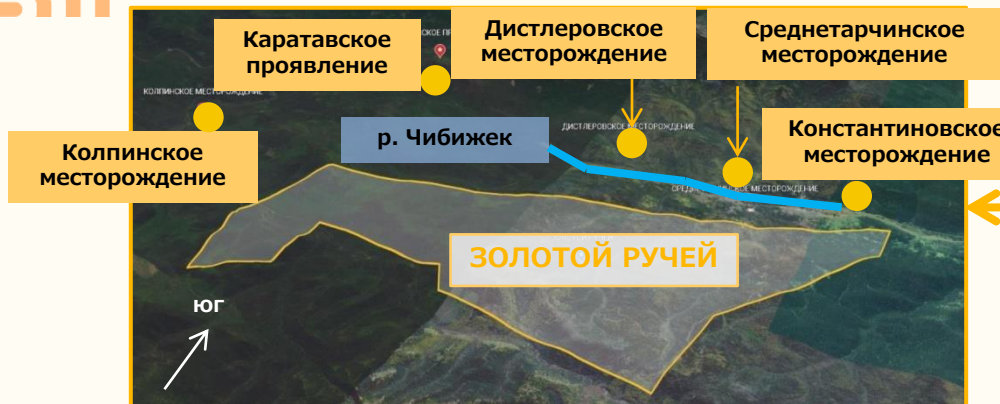 Каратавское
проявление
Дистлеровское
месторождение
Среднетарчинское
месторождение
КОЛПИНСКОЕ МЕСТОРОЖДЕНИЕ
Колпинское
месторождение
р. Чибижек
ДИСТЛЕРОВСКОЕ МЕСТОРОЖДЕНИЕ
Константиновское
месторождение
ЗОЛОТОЙ РУЧЕЙ
юг